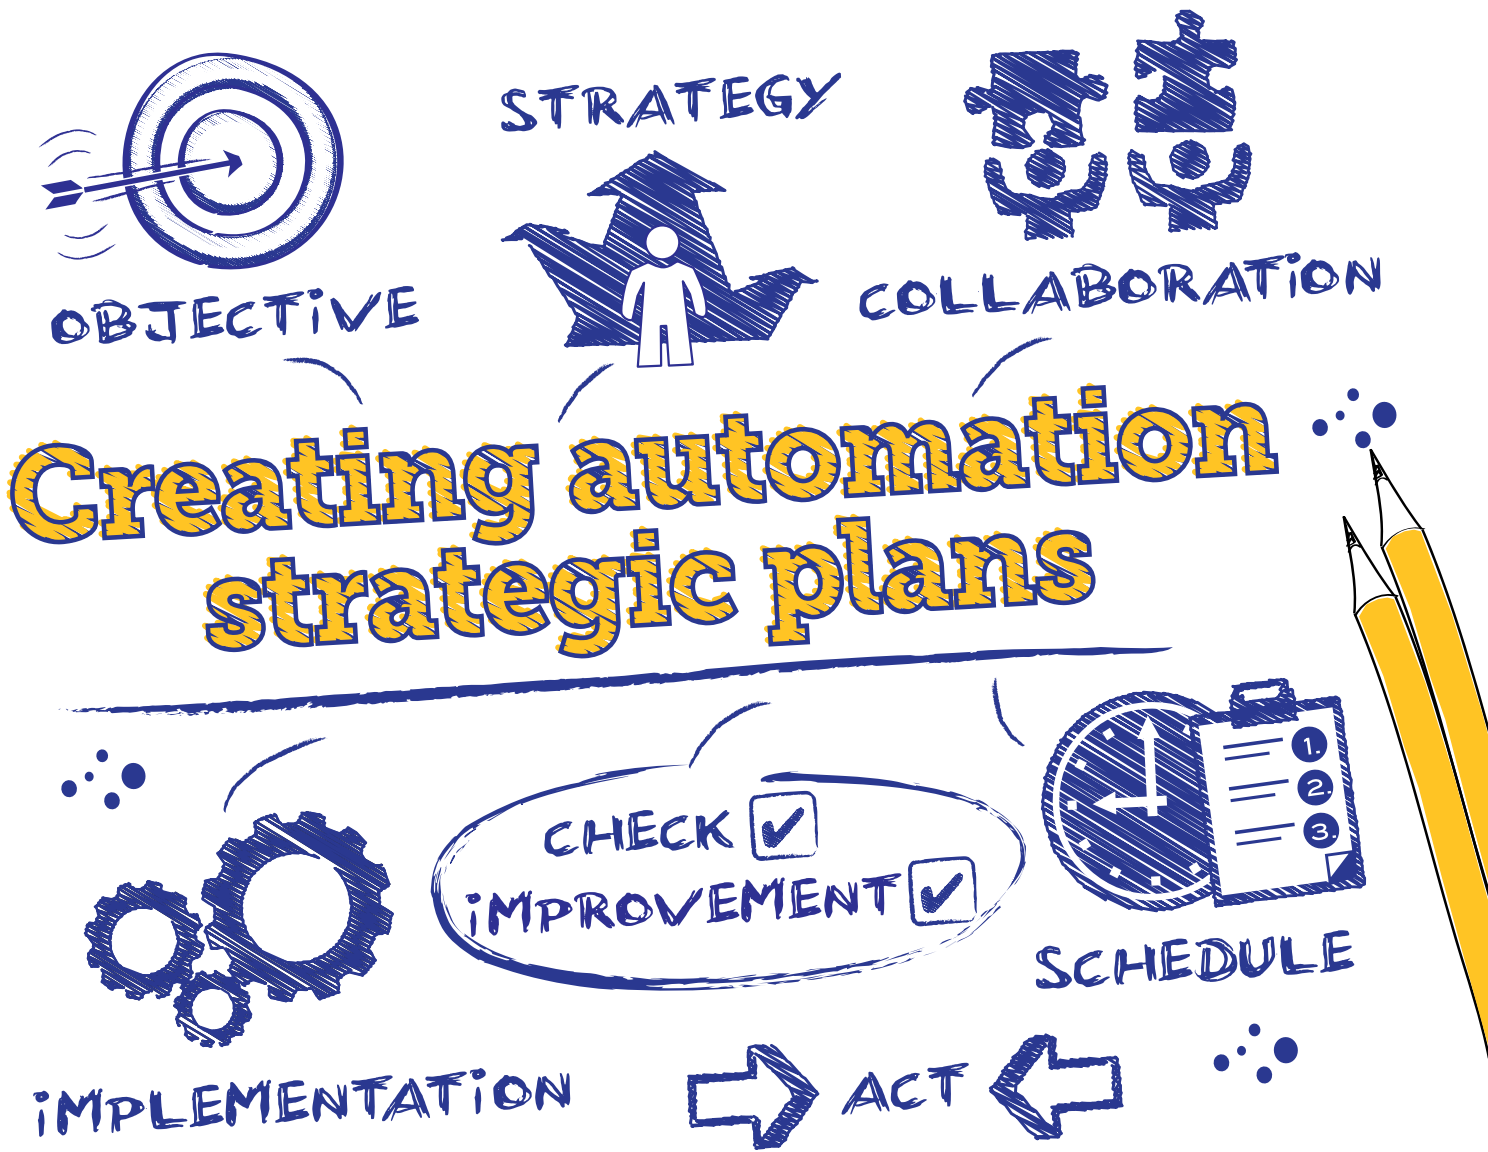 STRATEGY
OBJECTIVE
COLLABORATION
Creating automation
strategic plans
CHECK
IMPROVEMENT
1.
2.
3.
SCHEDULE
IMPLEMENTATION
ACT